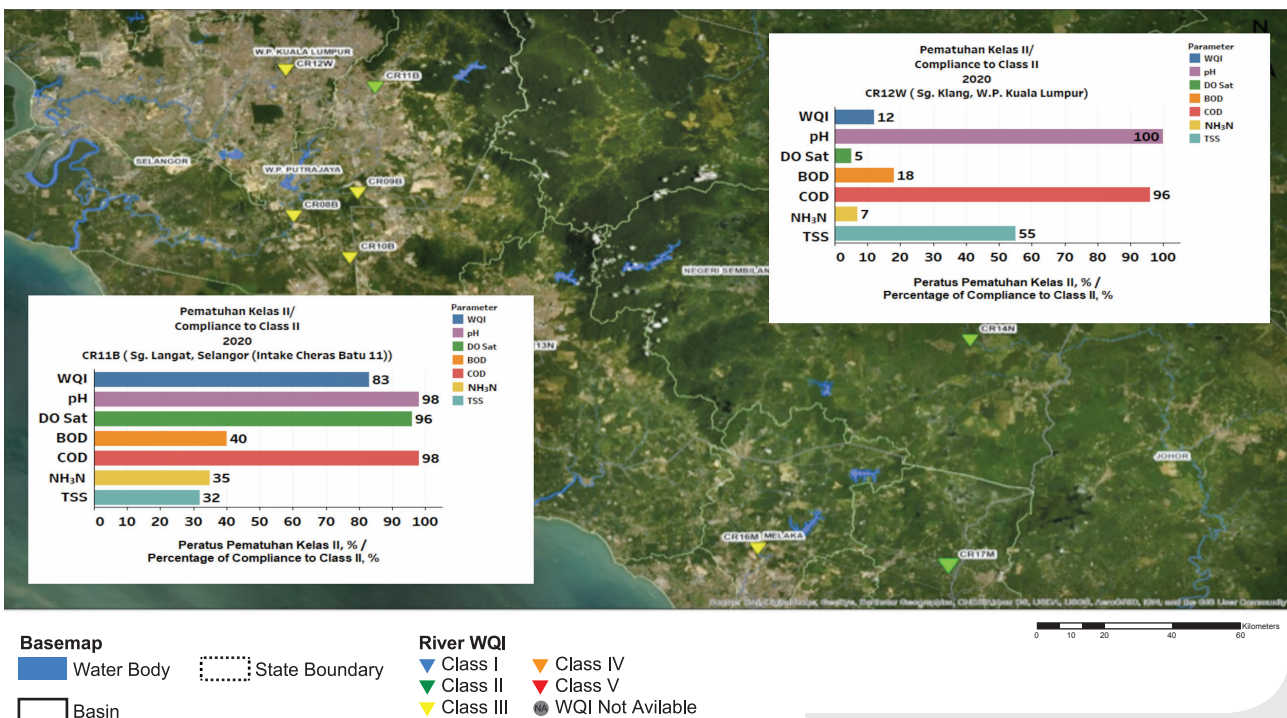 W.P. KUALA LUMPUR
CR12W
CR11B
SELANGOR
W.P. PUTRAJAYA
CR09B
CR08B
CR10B
NEGERI SEMBILAN
CR14N
13N
JOHOR
CR16M
MELAKA
CR17M
N
Pematuhan Kelas II/
Compliance to Class II
2020
CR12W ( Sg. Klang, W.P. Kuala Lumpur)
Parameter
WQI
pH
DO Sat
BOD
COD
NH₃N
TSS
WQI 12
pH 100
DO Sat 5
BOD 18
COD 96
NH₃N 7
TSS 55
0 10 20 30 40 50 60 70 80 90 100
Peratus Pematuhan Kelas II, % /
Percentage of Compliance to Class II, %
Pematuhan Kelas II/
Compliance to Class II
2020
CR11B ( Sg. Langat, Selangor (Intake Cheras Batu 11))
Parameter
WQI
pH
DO Sat
BOD
COD
NH₃N
TSS
WQI 83
pH 98
DO Sat 96
BOD 40
COD 98
NH₃N 35
TSS 32
0 10 20 30 40 50 60 70 80 90 100
Peratus Pematuhan Kelas II, % /
Percentage of Compliance to Class II, %
and the GIS User Community
Kilometers
0 10 20 40 60
Basemap
Water Body
State Boundary
Basin
River WQI
Class I
Class II
Class III
Class IV
Class V
NA WQI Not Avilable